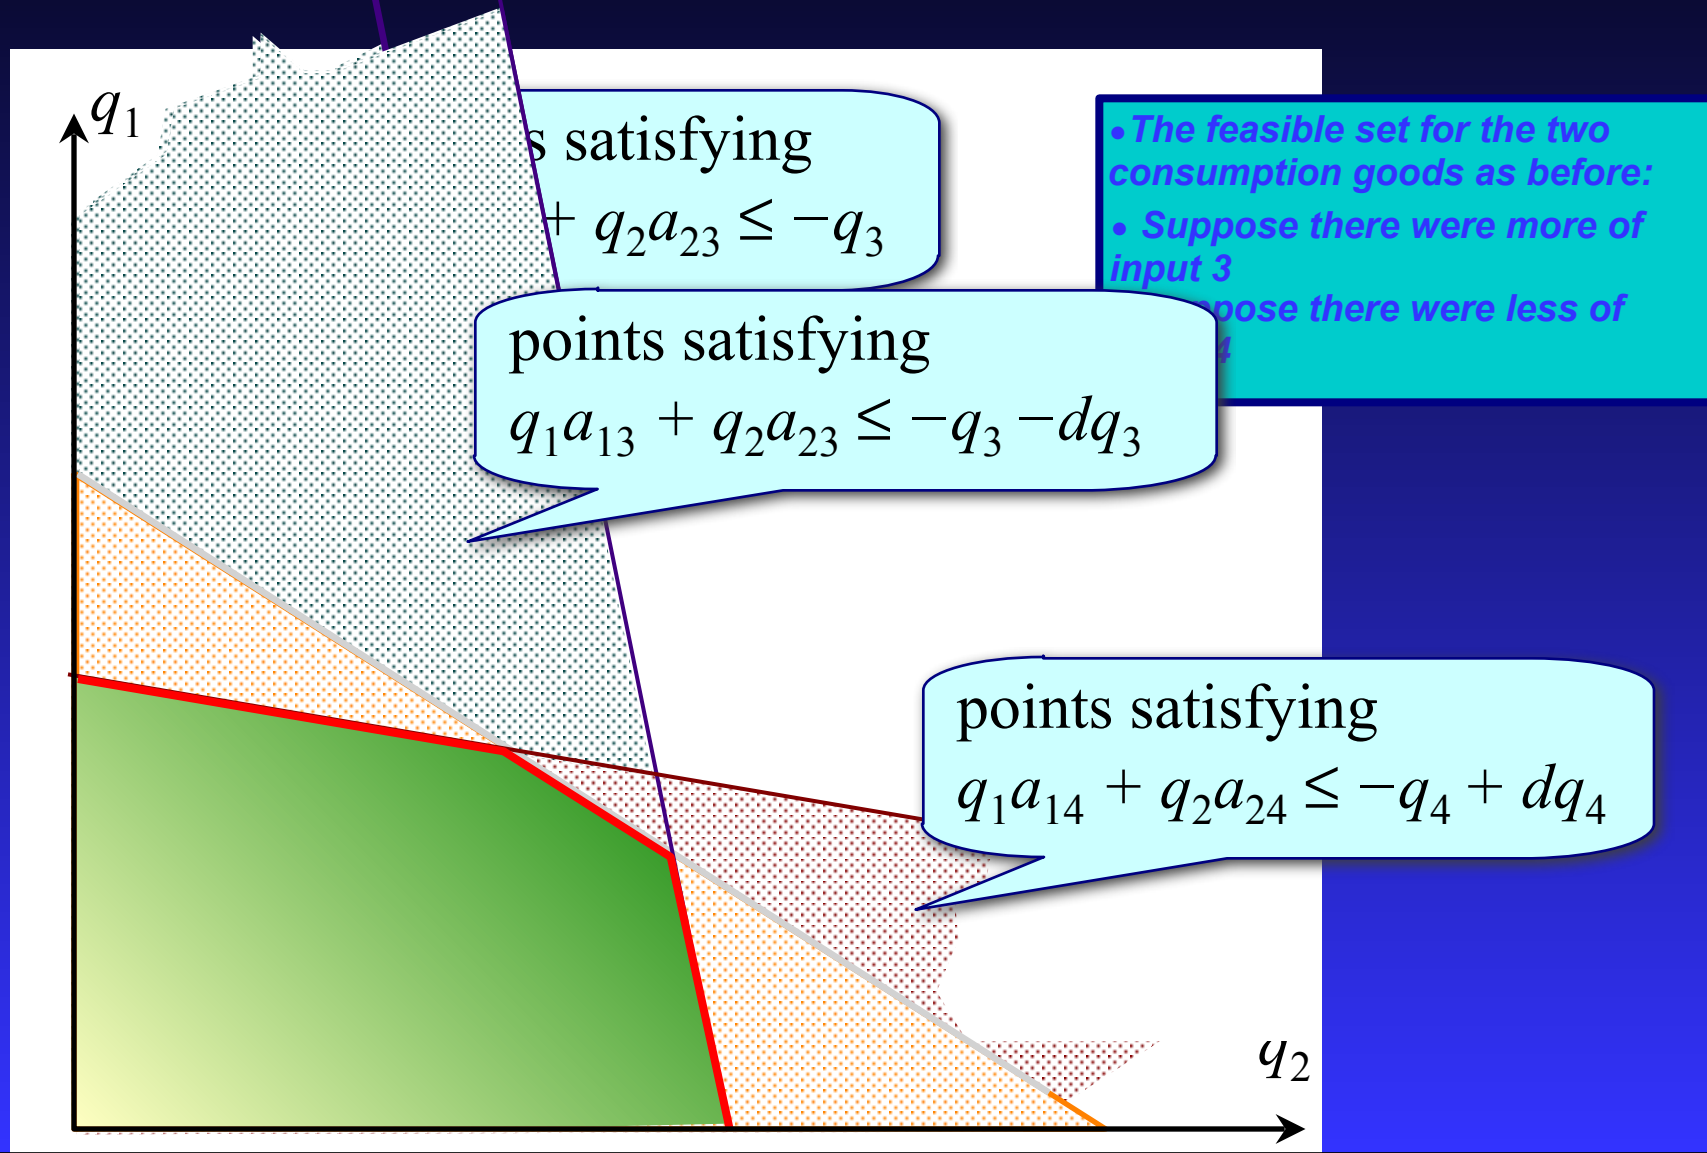 q₁
s satisfying
+ q₂a₂₃ ≤ −q₃
• The feasible set for the two
consumption goods as before:
• Suppose there were more of
input 3
pose there were less of
4
points satisfying
q₁a₁₃ + q₂a₂₃ ≤ −q₃ −dq₃
points satisfying
q₁a₁₄ + q₂a₂₄ ≤ −q₄ + dq₄
q₂